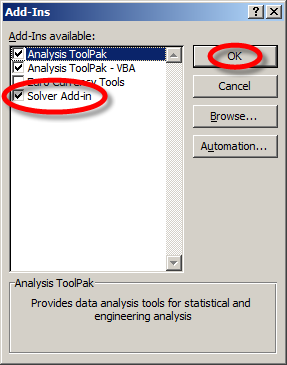 Add-Ins
Add-Ins available:
Analysis ToolPak
Analysis ToolPak - VBA
Euro Currency Tools
Solver Add-in
OK
Cancel
Browse...
Automation...
Analysis ToolPak
Provides data analysis tools for statistical and
engineering analysis